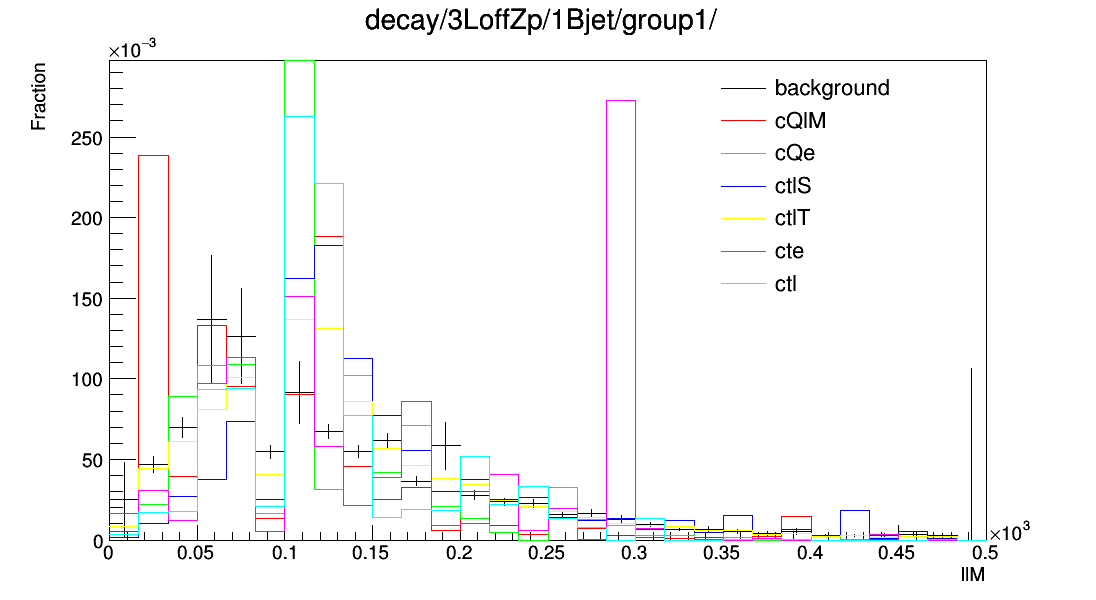 decay/3LoffZp/1Bjet/group1/
×10⁻³
Fraction
background
cQlM
cQe
ctlS
ctlT
cte
ctl
250
200
150
100
50
0
0 0.05 0.1 0.15 0.2 0.25 0.3 0.35 0.4 0.45 0.5
×10³
llM